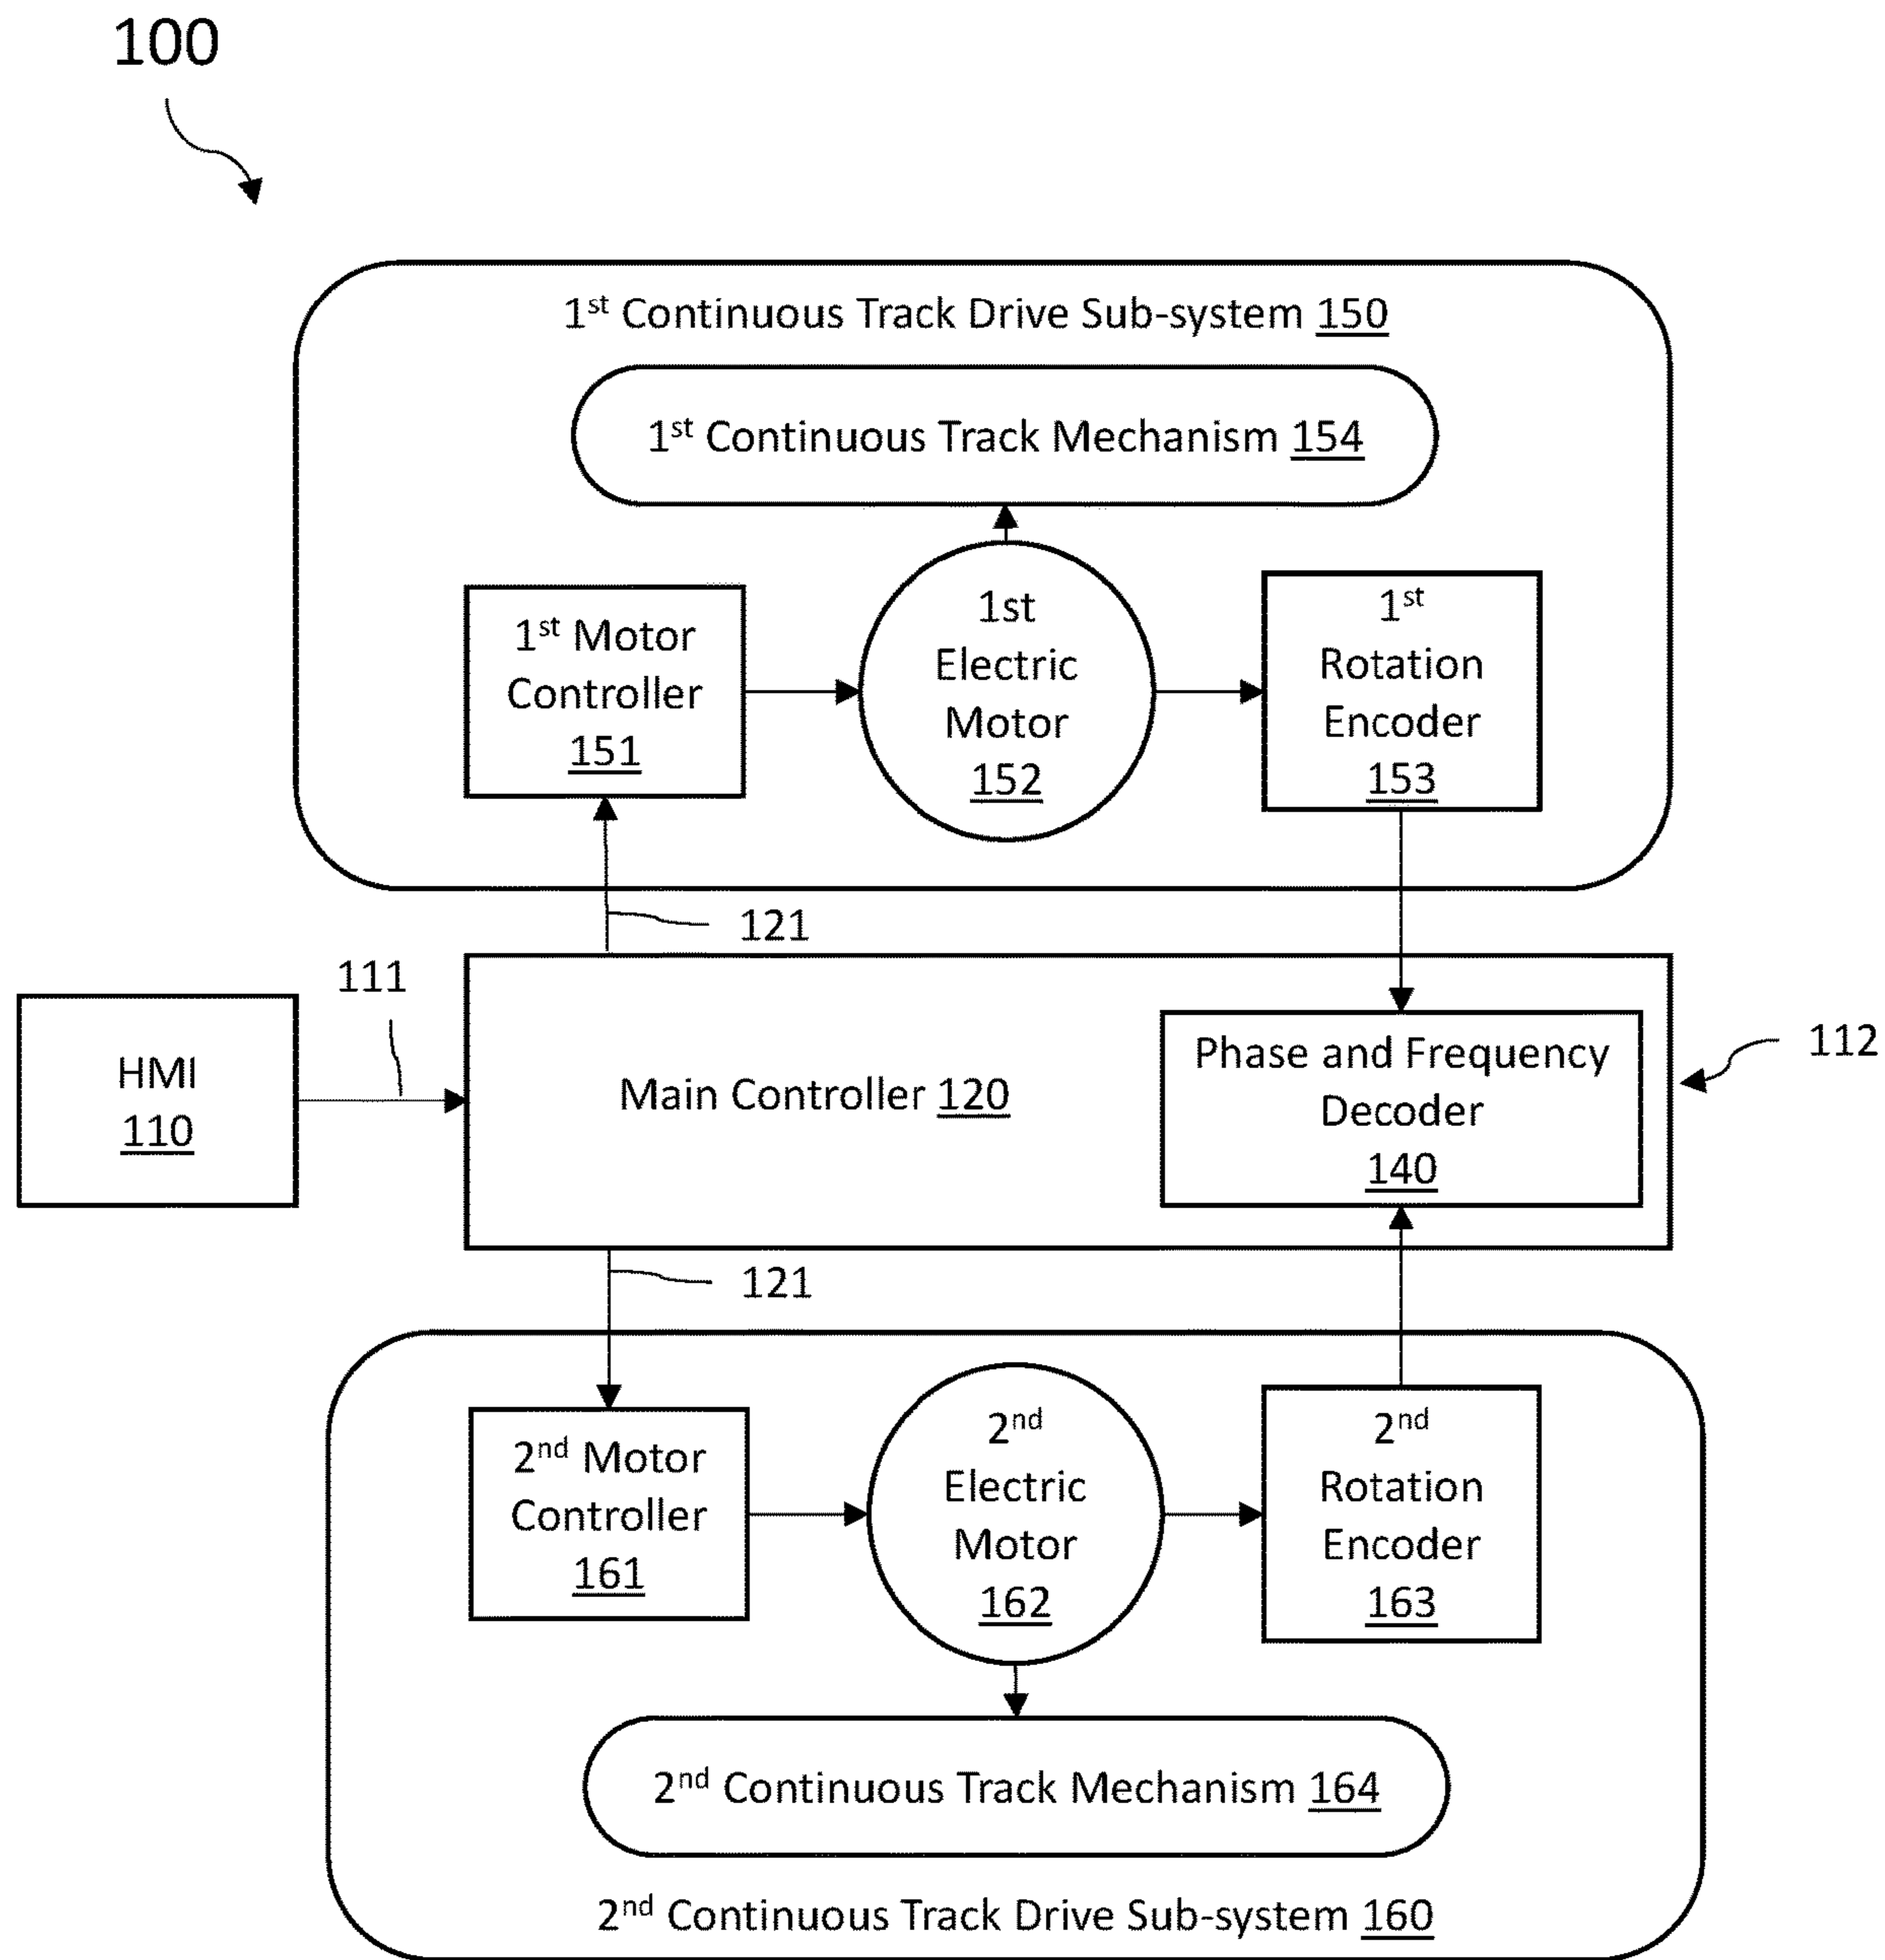 100
1st Continuous Track Drive Sub-system 150
1st Continuous Track Mechanism 154
1st Motor
Controller
151
1st
Electric
Motor
152
1st
Rotation
Encoder
153
121
111
HMI
110
Main Controller 120
Phase and Frequency
Decoder
140
112
121
2nd Motor
Controller
161
2nd
Electric
Motor
162
2nd
Rotation
Encoder
163
2nd Continuous Track Mechanism 164
2nd Continuous Track Drive Sub-system 160